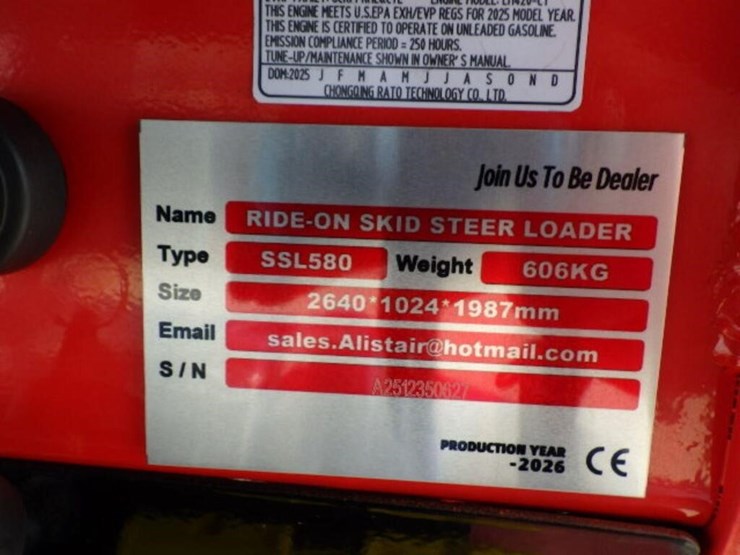 THIS ENGINE MEETS U.S.EPA EXH/EVP REGS FOR 2025 MODEL YEAR.
THIS ENGINE IS CERTIFIED TO OPERATE ON UNLEADED GASOLINE.
EMISSION COMPLIANCE PERIOD = 250 HOURS.
TUNE-UP/MAINTENANCE SHOWN IN OWNER'S MANUAL.
DOM:2025 J F M A M J J A S O N D
CHONGQING RATO TECHNOLOGY CO., LTD.
Join Us To Be Dealer
Name RIDE-ON SKID STEER LOADER
Type SSL580 Weight 606KG
Size 2640*1024*1987mm
Email sales.Alistair@hotmail.com
S/N A2512350627
PRODUCTION YEAR
-2026 CE